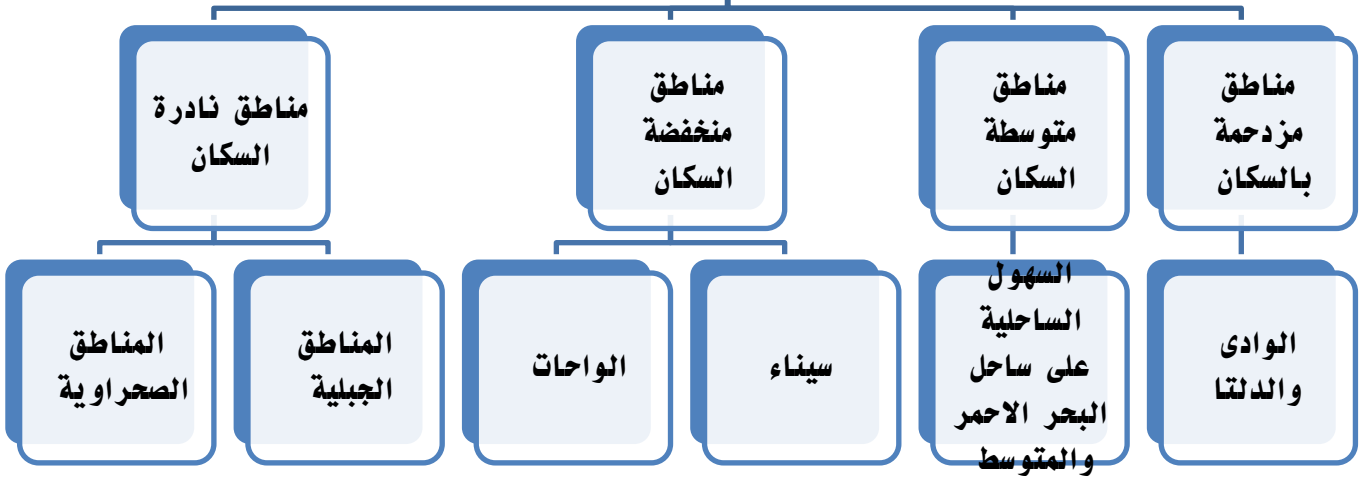 مناطق
مزدحمة
بالسكان
مناطق
متوسطة
السكان
مناطق
منخفضة
السكان
مناطق نادرة
السكان
الوادى
والدلتا
السهول
الساحلية
على ساحل
البحر الاحمر
والمتوسط
سيناء
الواحات
المناطق
الجبلية
المناطق
الصحراوية